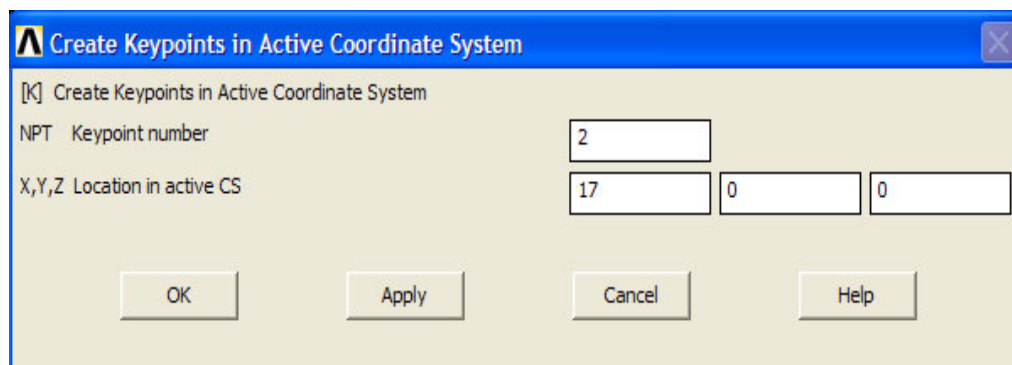 Create Keypoints in Active Coordinate System
[K] Create Keypoints in Active Coordinate System
NPT Keypoint number 2
X,Y,Z Location in active CS 17 0 0
OK Apply Cancel Help